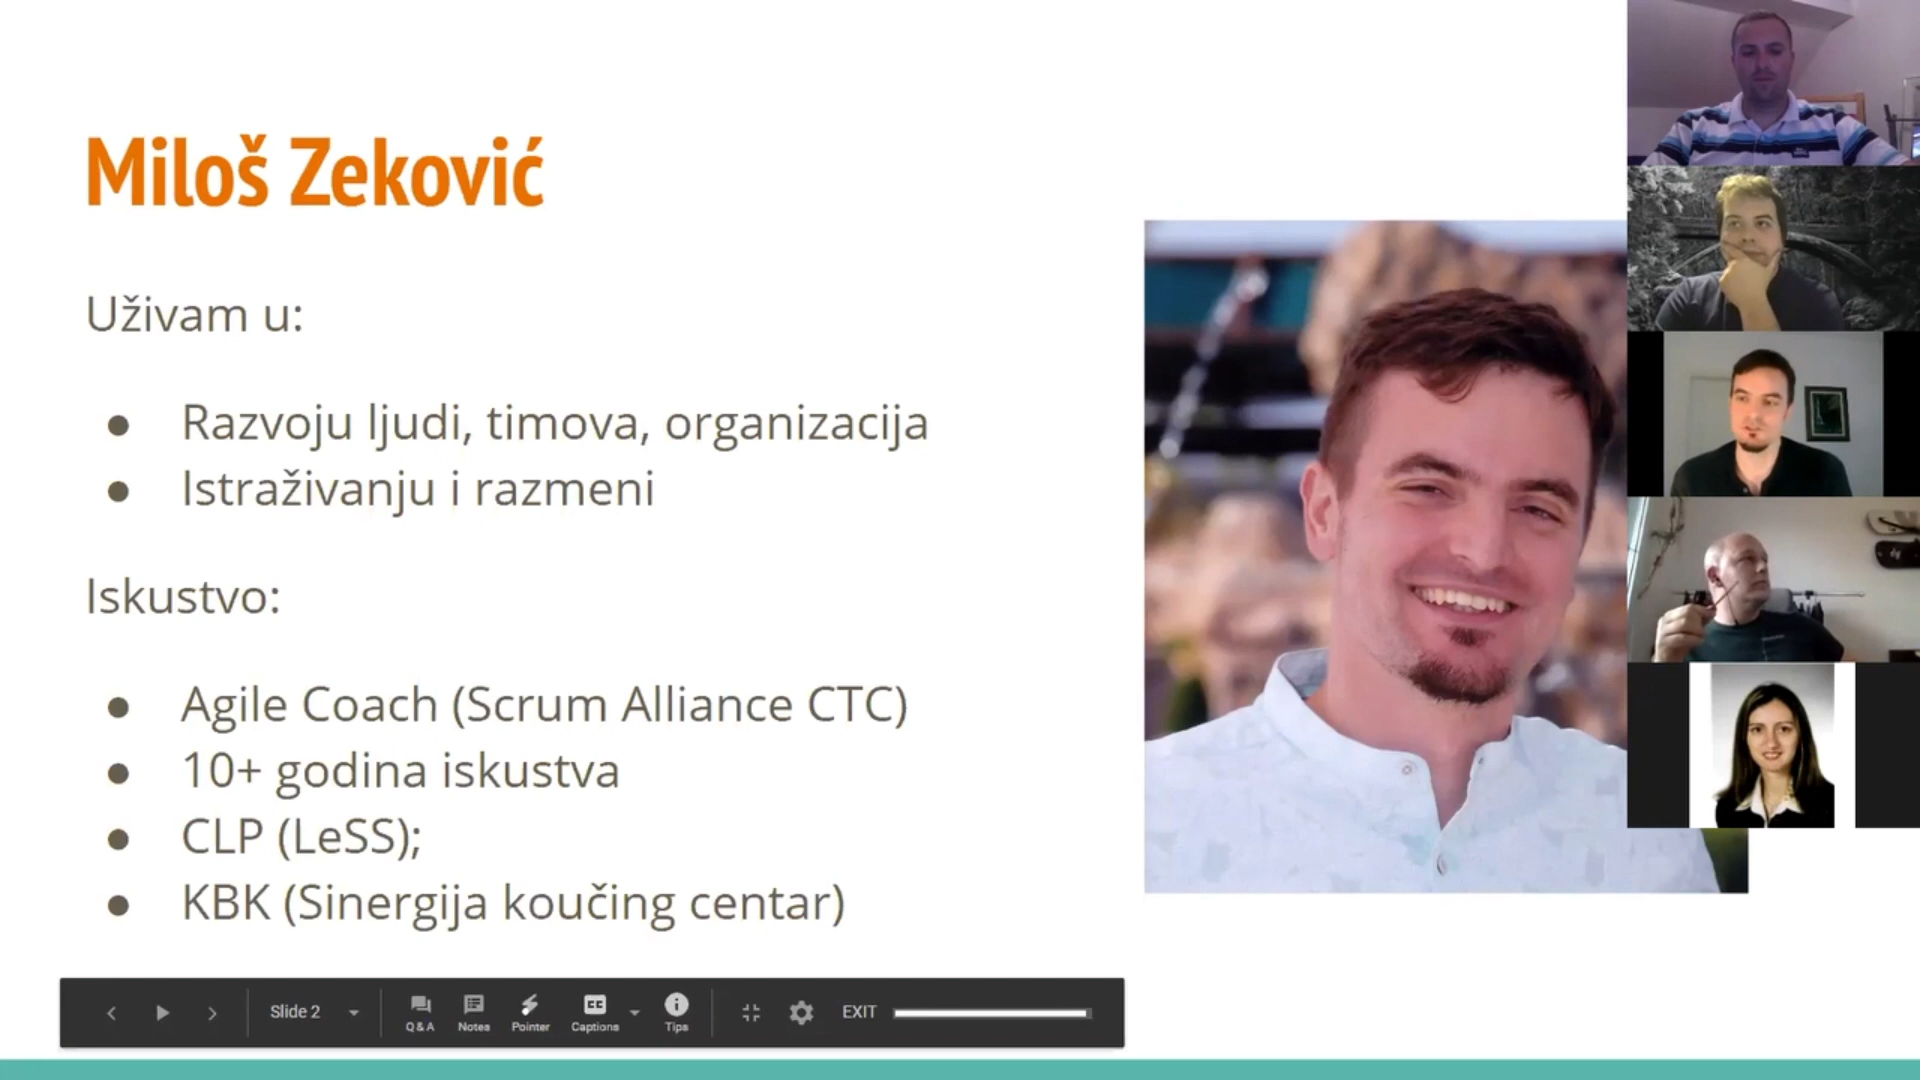 Miloš Zeković
Uživam u:
● Razvoju ljudi, timova, organizacija
● Istraživanju i razmeni
Iskustvo:
● Agile Coach (Scrum Alliance CTC)
● 10+ godina iskustva
● CLP (LeSS);
● KBK (Sinergija koučing centar)
Slide 2
Q & A
Notes
Pointer
CC
Captions
Tips
EXIT